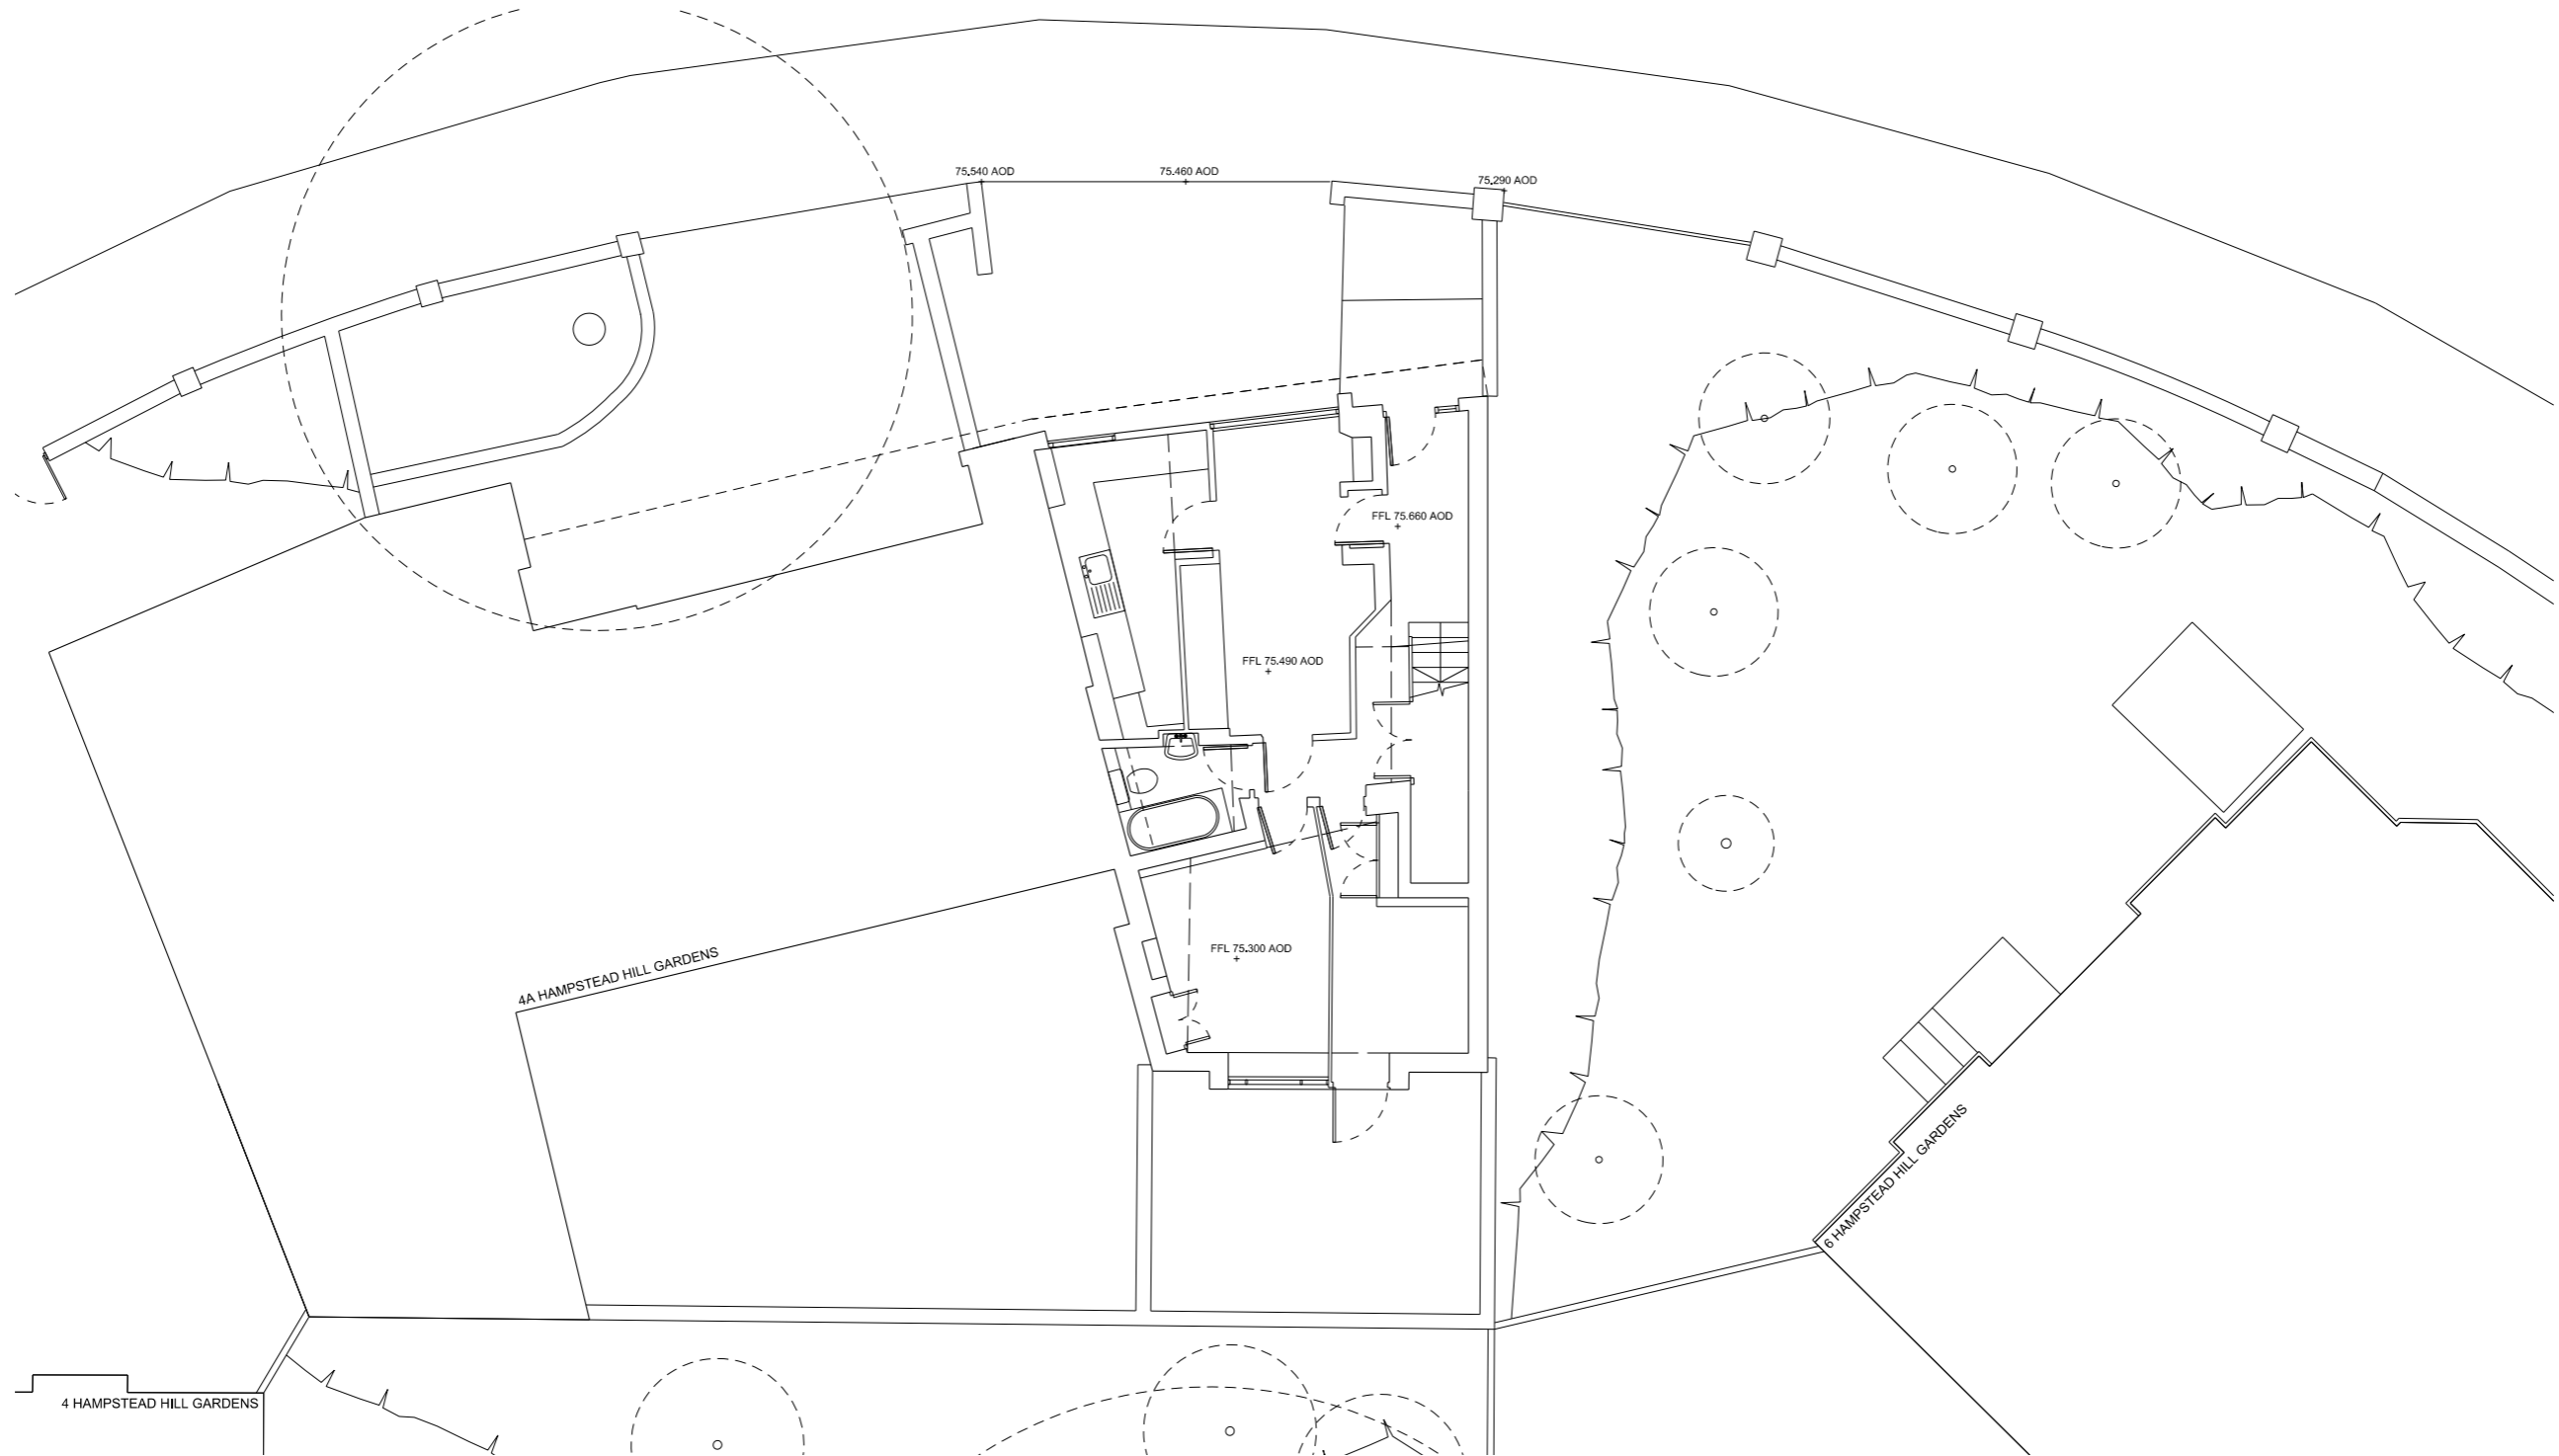 75.540 AOD
75.460 AOD
75.290 AOD
FFL 75.660 AOD
FFL 75.490 AOD
FFL 75.300 AOD
4A HAMPSTEAD HILL GARDENS
6 HAMPSTEAD HILL GARDENS
4 HAMPSTEAD HILL GARDENS